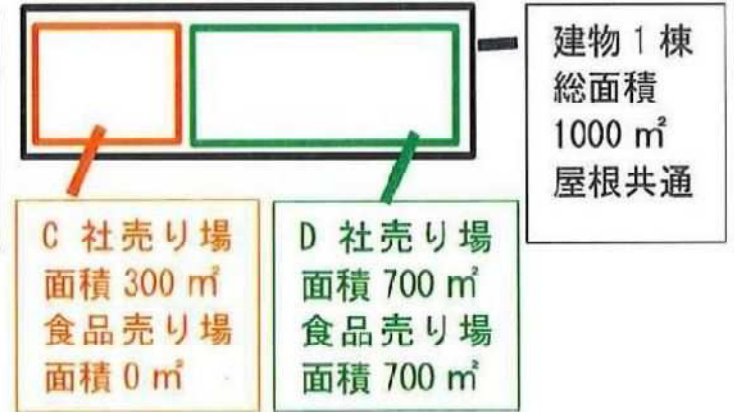 建物1棟
総面積
1000㎡
屋根共通
C 社売り場
面積 300 ㎡
食品売り場
面積 0 ㎡
D 社売り場
面積 700 ㎡
食品売り場
面積 700 ㎡